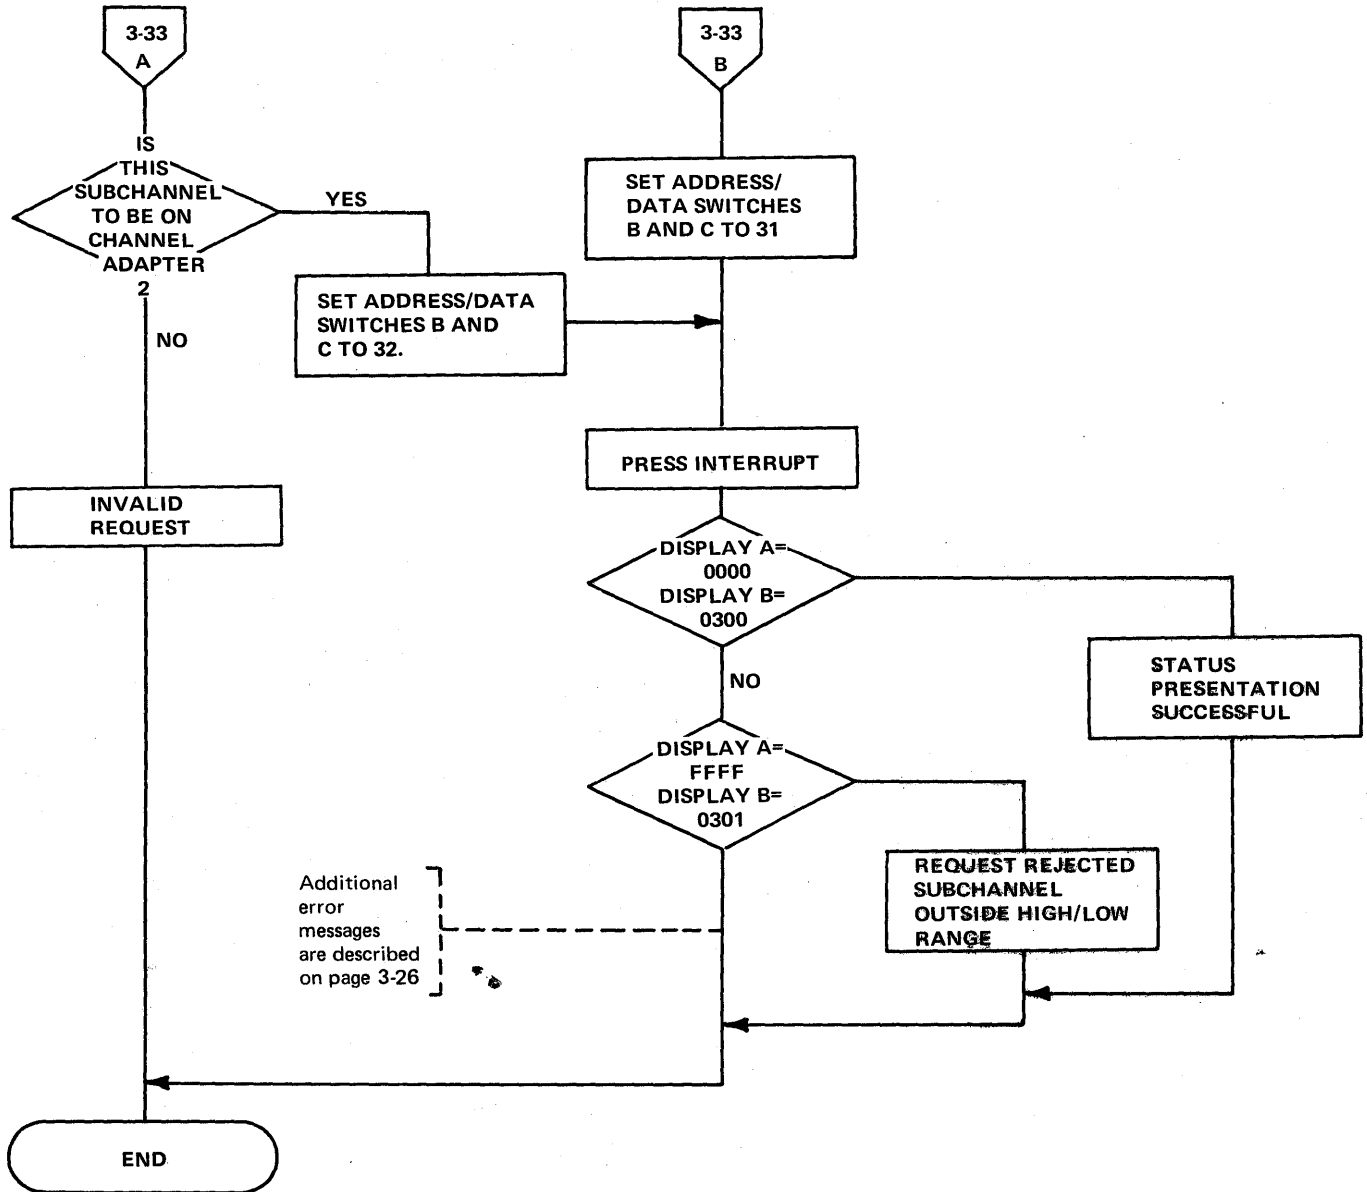 3-33
A
IS
THIS
SUBCHANNEL
TO BE ON
CHANNEL
ADAPTER
2
YES
NO
SET ADDRESS/DATA
SWITCHES B AND
C TO 32.
INVALID
REQUEST
3-33
B
SET ADDRESS/
DATA SWITCHES
B AND C TO 31
PRESS INTERRUPT
DISPLAY A=
0000
DISPLAY B=
0300
NO
STATUS
PRESENTATION
SUCCESSFUL
DISPLAY A=
FFFF
DISPLAY B=
0301
REQUEST REJECTED
SUBCHANNEL
OUTSIDE HIGH/LOW
RANGE
Additional
error
messages
are described
on page 3-26
END